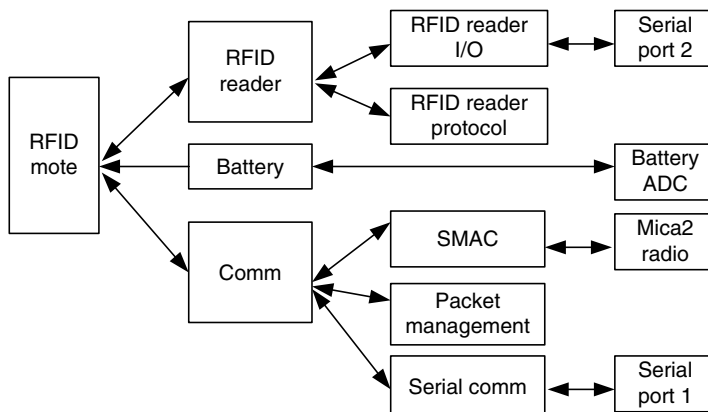 RFID
mote
RFID
reader
Battery
Comm
RFID reader
I/O
RFID reader
protocol
SMAC
Packet
management
Serial comm
Serial
port 2
Battery
ADC
Mica2
radio
Serial
port 1